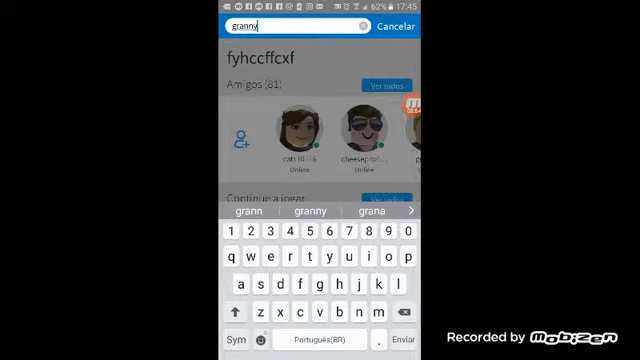 62% 17:45
granny
Cancelar
fyhccffcxf
Amigos (81)
Ver todos
cheesepro
Online
Online
Continue a jogar
Ver todos
grann
granny
grana
1 2 3 4 5 6 7 8 9 0
q w e r t y u i o p
a s d f g h j k l
z x c v b n m
Sym
Português(BR)
.
Enviar
Recorded by Mobizen